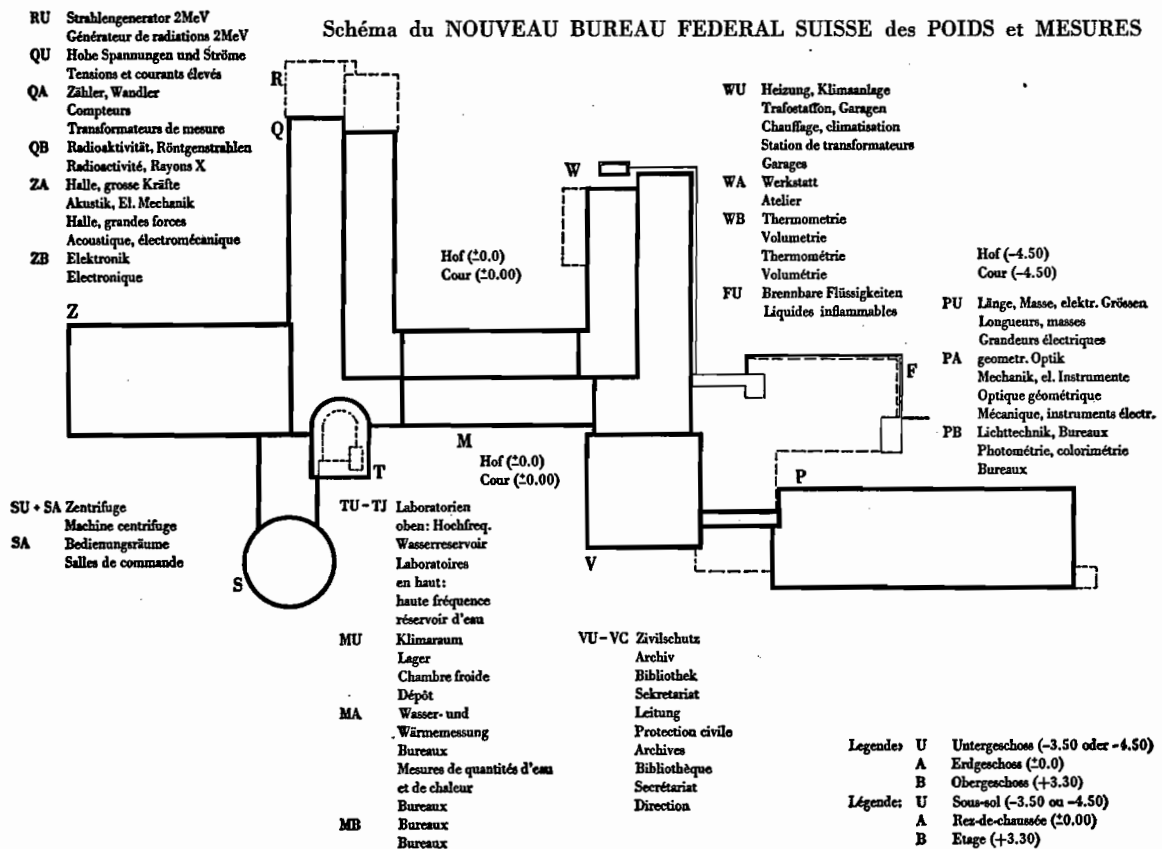 Schéma du NOUVEAU BUREAU FEDERAL SUISSE des POIDS et MESURES
RU Strahlengenerator 2MeV
Générateur de radiations 2MeV
QU Hohe Spannungen und Ströme
Tensions et courants élevés
QA Zähler, Wandler
Compteurs
Transformateurs de mesure
QB Radioaktivität, Röntgenstrahlen
Radioactivité, Rayons X
ZA Halle, grosse Kräfte
Akustik, El. Mechanik
Halle, grandes forces
Acoustique, électromécanique
ZB Elektronik
Electronique
R
Q
Z
W
Hof (±0.0)
Cour (±0.00)
WU Heizung, Klimaanlage
Trafostation, Garagen
Chauffage, climatisation
Station de transformateurs
Garages
WA Werkstatt
Atelier
WB Thermometrie
Volumetrie
Thermométrie
Volumétrie
FU Brennbare Flüssigkeiten
Liquides inflammables
Hof (-4.50)
Cour (-4.50)
PU Länge, Masse, elektr. Grössen
Longueurs, masses
Grandeurs électriques
PA geometr. Optik
Mechanik, el. Instrumente
Optique géométrique
Mécanique, instruments électr.
PB Lichttechnik, Bureaux
Photométrie, colorimétrie
Bureaux
F
M
T
P
V
S
Hof (±0.0)
Cour (±0.00)
SU + SA Zentrifuge
Machine centrifuge
SA Bedienungsräume
Salles de commande
TU-TJ Laboratorien
oben: Hochfreq.
Wasserreservoir
Laboratoires
en haut:
haute fréquence
réservoir d'eau
MU Klimaraum
Lager
Chambre froide
Dépôt
MA Wasser- und
Wärmemessung
Bureaux
Mesures de quantités d'eau
et de chaleur
Bureaux
MB Bureaux
Bureaux
VU-VC Zivilschutz
Archiv
Bibliothek
Sekretariat
Leitung
Protection civile
Archives
Bibliothèque
Secrétariat
Direction
Legende: U Untergeschoss (-3.50 oder -4.50)
A Erdgeschoss (±0.0)
B Obergeschoss (+3.30)
Légende: U Sous-sol (-3.50 ou -4.50)
A Rez-de-chaussée (±0.00)
B Etage (+3.30)